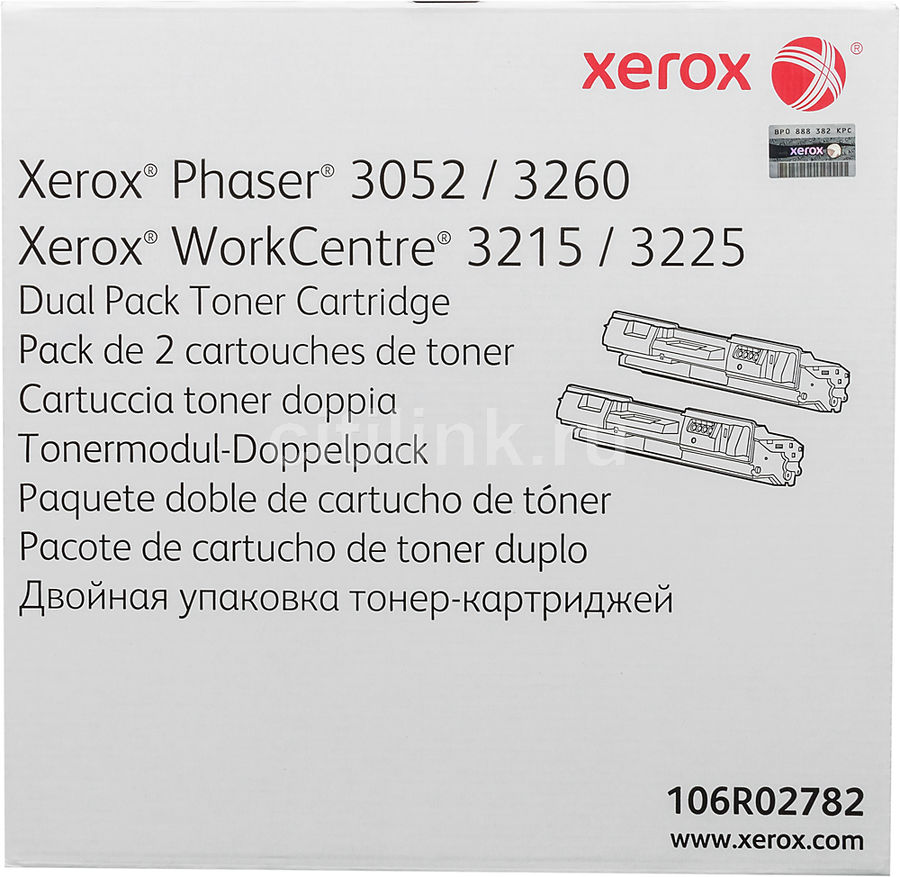 xerox ®
BPO 888 382 KPC
xerox
Xerox® Phaser® 3052 / 3260
Xerox® WorkCentre® 3215 / 3225
Dual Pack Toner Cartridge
Pack de 2 cartouches de toner
Cartuccia toner doppia
Tonermodul-Doppelpack
Paquete doble de cartucho de tóner
Pacote de cartucho de toner duplo
Двойная упаковка тонер-картриджей
citilink.ru
106R02782
www.xerox.com